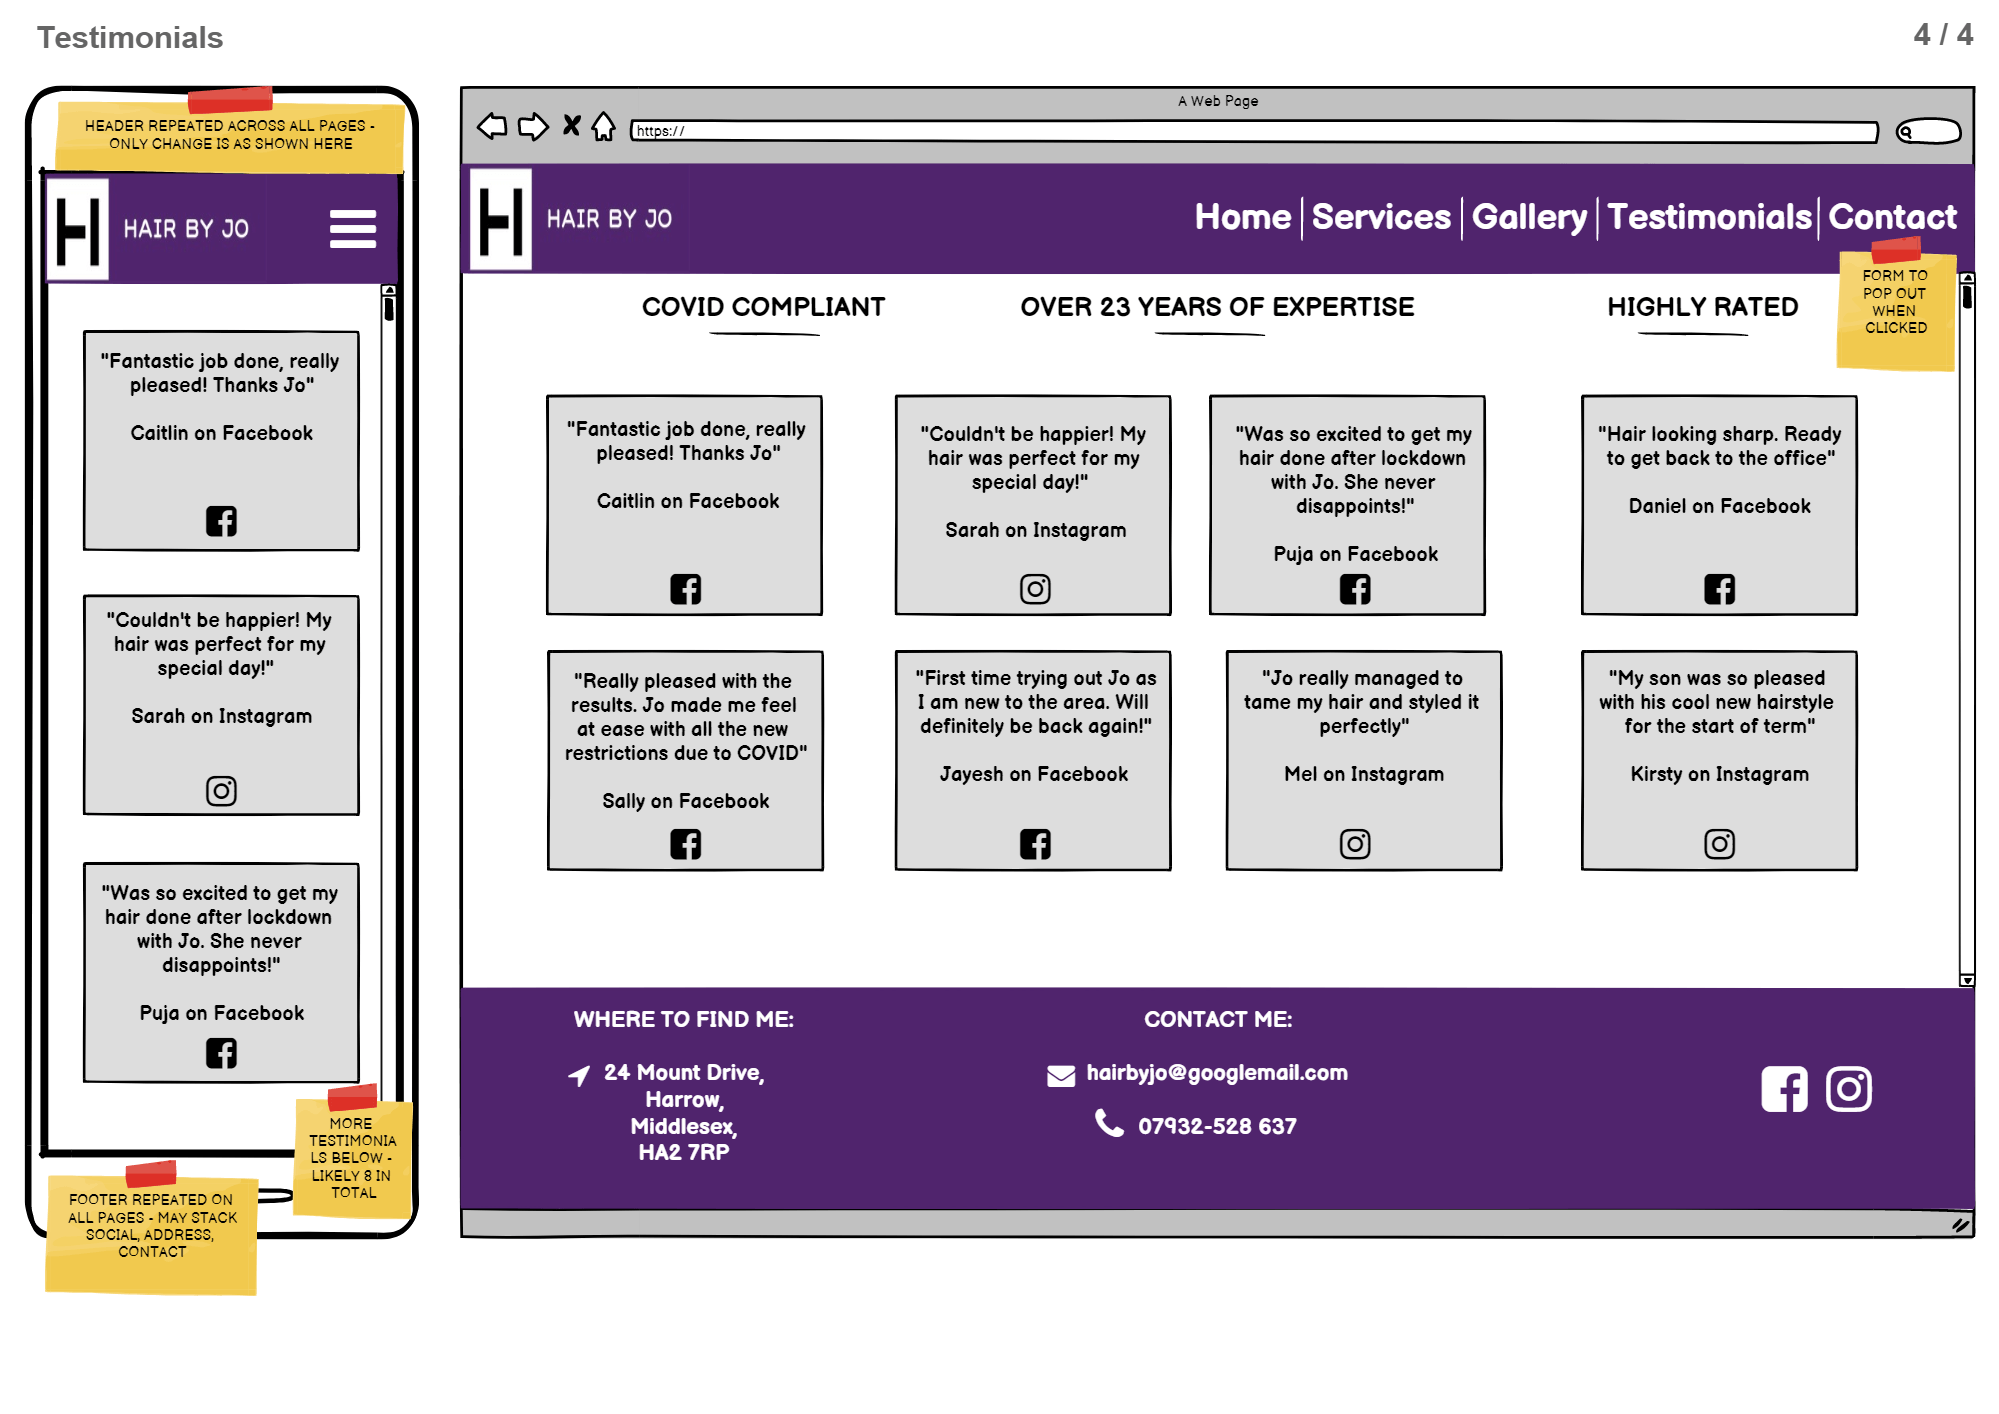 Testimonials
4 / 4
HEADER REPEATED ACROSS ALL PAGES -
ONLY CHANGE IS AS SHOWN HERE
H
HAIR BY JO
"Fantastic job done, really
pleased! Thanks Jo"
Caitlin on Facebook
"Couldn't be happier! My
hair was perfect for my
special day!"
Sarah on Instagram
"Was so excited to get my
hair done after lockdown
with Jo. She never
disappoints!"
Puja on Facebook
MORE
TESTIMONIA
LS BELOW -
LIKELY 8 IN
TOTAL
FOOTER REPEATED ON
ALL PAGES - MAY STACK
SOCIAL, ADDRESS,
CONTACT
A Web Page
https://
H
HAIR BY JO
Home Services Gallery Testimonials Contact
FORM TO
POP OUT
WHEN
CLICKED
COVID COMPLIANT
OVER 23 YEARS OF EXPERTISE
HIGHLY RATED
"Fantastic job done, really
pleased! Thanks Jo"
Caitlin on Facebook
"Couldn't be happier! My
hair was perfect for my
special day!"
Sarah on Instagram
"Was so excited to get my
hair done after lockdown
with Jo. She never
disappoints!"
Puja on Facebook
"Hair looking sharp. Ready
to get back to the office"
Daniel on Facebook
"Really pleased with the
results. Jo made me feel
at ease with all the new
restrictions due to COVID"
Sally on Facebook
"First time trying out Jo as
I am new to the area. Will
definitely be back again!"
Jayesh on Facebook
"Jo really managed to
tame my hair and styled it
perfectly"
Mel on Instagram
"My son was so pleased
with his cool new hairstyle
for the start of term"
Kirsty on Instagram
WHERE TO FIND ME:
24 Mount Drive,
Harrow,
Middlesex,
HA2 7RP
CONTACT ME:
hairbyjo@googlemail.com
07932-528 637